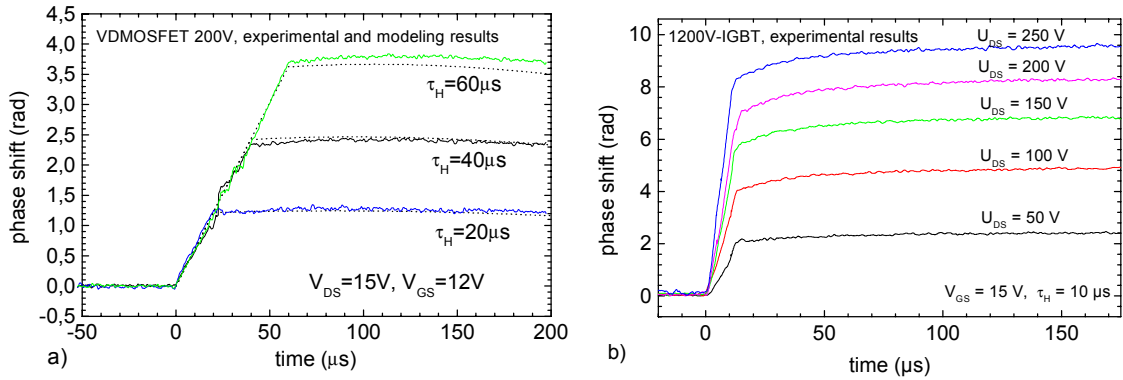 VDMOSFET 200V, experimental and modeling results
phase shift (rad)
4,5
4,0
3,5
3,0
2,5
2,0
1,5
1,0
0,5
0,0
-0,5
τH=60μs
τH=40μs
τH=20μs
VDS=15V, VGS=12V
-50 0 50 100 150 200
time (μs)
a)
1200V-IGBT, experimental results
phase shift (rad)
10
8
6
4
2
0
UDS = 250 V
UDS = 200 V
UDS = 150 V
UDS = 100 V
UDS = 50 V
VGS = 15 V, τH = 10 μs
0 50 100 150
time (µs)
b)